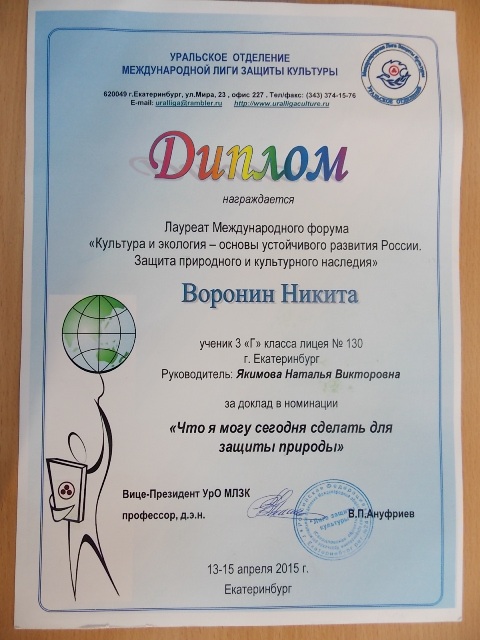 УРАЛЬСКОЕ ОТДЕЛЕНИЕ
МЕЖДУНАРОДНОЙ ЛИГИ ЗАЩИТЫ КУЛЬТУРЫ
620049 г.Екатеринбург, ул.Мира, 23 , офис 227 . Тел/факс: (343) 374-15-76
E-mail: uralliga@rambler.ru http://www.uralligaculture.ru
Диплом
награждается
Лауреат Международного форума
«Культура и экология – основы устойчивого развития России.
Защита природного и культурного наследия»
Воронин Никита
ученик 3 «Г» класса лицея № 130
г. Екатеринбург
Руководитель: Якимова Наталья Викторовна
за доклад в номинации
«Что я могу сегодня сделать для
защиты природы»
Вице-Президент УрО МЛЗК
профессор, д.э.н. В.П.Ануфриев
13-15 апреля 2015 г.
Екатеринбург